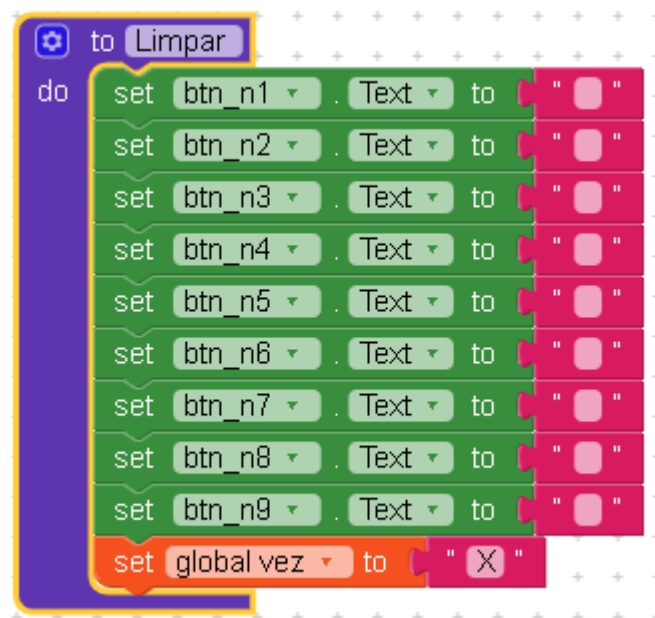 to Limpar
do set btn_n1 . Text to " "
set btn_n2 . Text to " "
set btn_n3 . Text to " "
set btn_n4 . Text to " "
set btn_n5 . Text to " "
set btn_n6 . Text to " "
set btn_n7 . Text to " "
set btn_n8 . Text to " "
set btn_n9 . Text to " "
set global vez to " X "